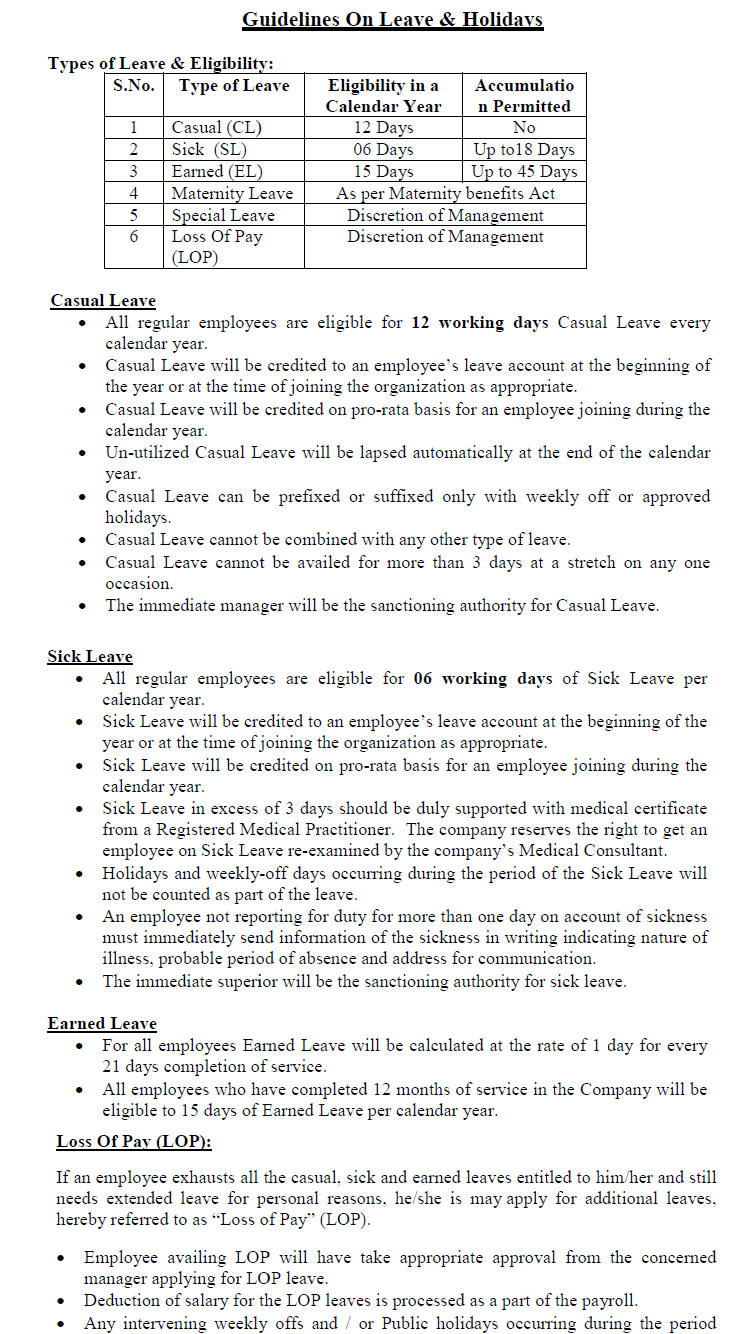 Guidelines On Leave & Holidays
Types of Leave & Eligibility:
S.No. Type of Leave Eligibility in a Calendar Year Accumulatio n Permitted
1 Casual (CL) 12 Days No
2 Sick (SL) 06 Days Up to18 Days
3 Earned (EL) 15 Days Up to 45 Days
4 Maternity Leave As per Maternity benefits Act
5 Special Leave Discretion of Management
6 Loss Of Pay (LOP) Discretion of Management
Casual Leave
• All regular employees are eligible for 12 working days Casual Leave every
calendar year.
• Casual Leave will be credited to an employee’s leave account at the beginning of
the year or at the time of joining the organization as appropriate.
• Casual Leave will be credited on pro-rata basis for an employee joining during the
calendar year.
• Un-utilized Casual Leave will be lapsed automatically at the end of the calendar
year.
• Casual Leave can be prefixed or suffixed only with weekly off or approved
holidays.
• Casual Leave cannot be combined with any other type of leave.
• Casual Leave cannot be availed for more than 3 days at a stretch on any one
occasion.
• The immediate manager will be the sanctioning authority for Casual Leave.
Sick Leave
• All regular employees are eligible for 06 working days of Sick Leave per
calendar year.
• Sick Leave will be credited to an employee’s leave account at the beginning of the
year or at the time of joining the organization as appropriate.
• Sick Leave will be credited on pro-rata basis for an employee joining during the
calendar year.
• Sick Leave in excess of 3 days should be duly supported with medical certificate
from a Registered Medical Practitioner. The company reserves the right to get an
employee on Sick Leave re-examined by the company’s Medical Consultant.
• Holidays and weekly-off days occurring during the period of the Sick Leave will
not be counted as part of the leave.
• An employee not reporting for duty for more than one day on account of sickness
must immediately send information of the sickness in writing indicating nature of
illness, probable period of absence and address for communication.
• The immediate superior will be the sanctioning authority for sick leave.
Earned Leave
• For all employees Earned Leave will be calculated at the rate of 1 day for every
21 days completion of service.
• All employees who have completed 12 months of service in the Company will be
eligible to 15 days of Earned Leave per calendar year.
Loss Of Pay (LOP):
If an employee exhausts all the casual, sick and earned leaves entitled to him/her and still
needs extended leave for personal reasons, he/she is may apply for additional leaves,
hereby referred to as “Loss of Pay” (LOP).
• Employee availing LOP will have take appropriate approval from the concerned
manager applying for LOP leave.
• Deduction of salary for the LOP leaves is processed as a part of the payroll.
• Any intervening weekly offs and / or Public holidays occurring during the period